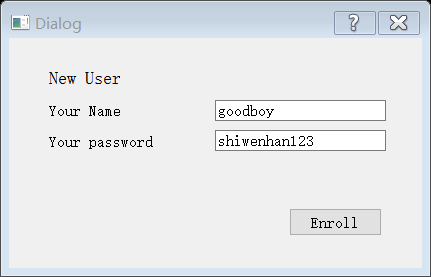 Dialog
New User
Your Name goodboy
Your password shiwenhan123
Enroll